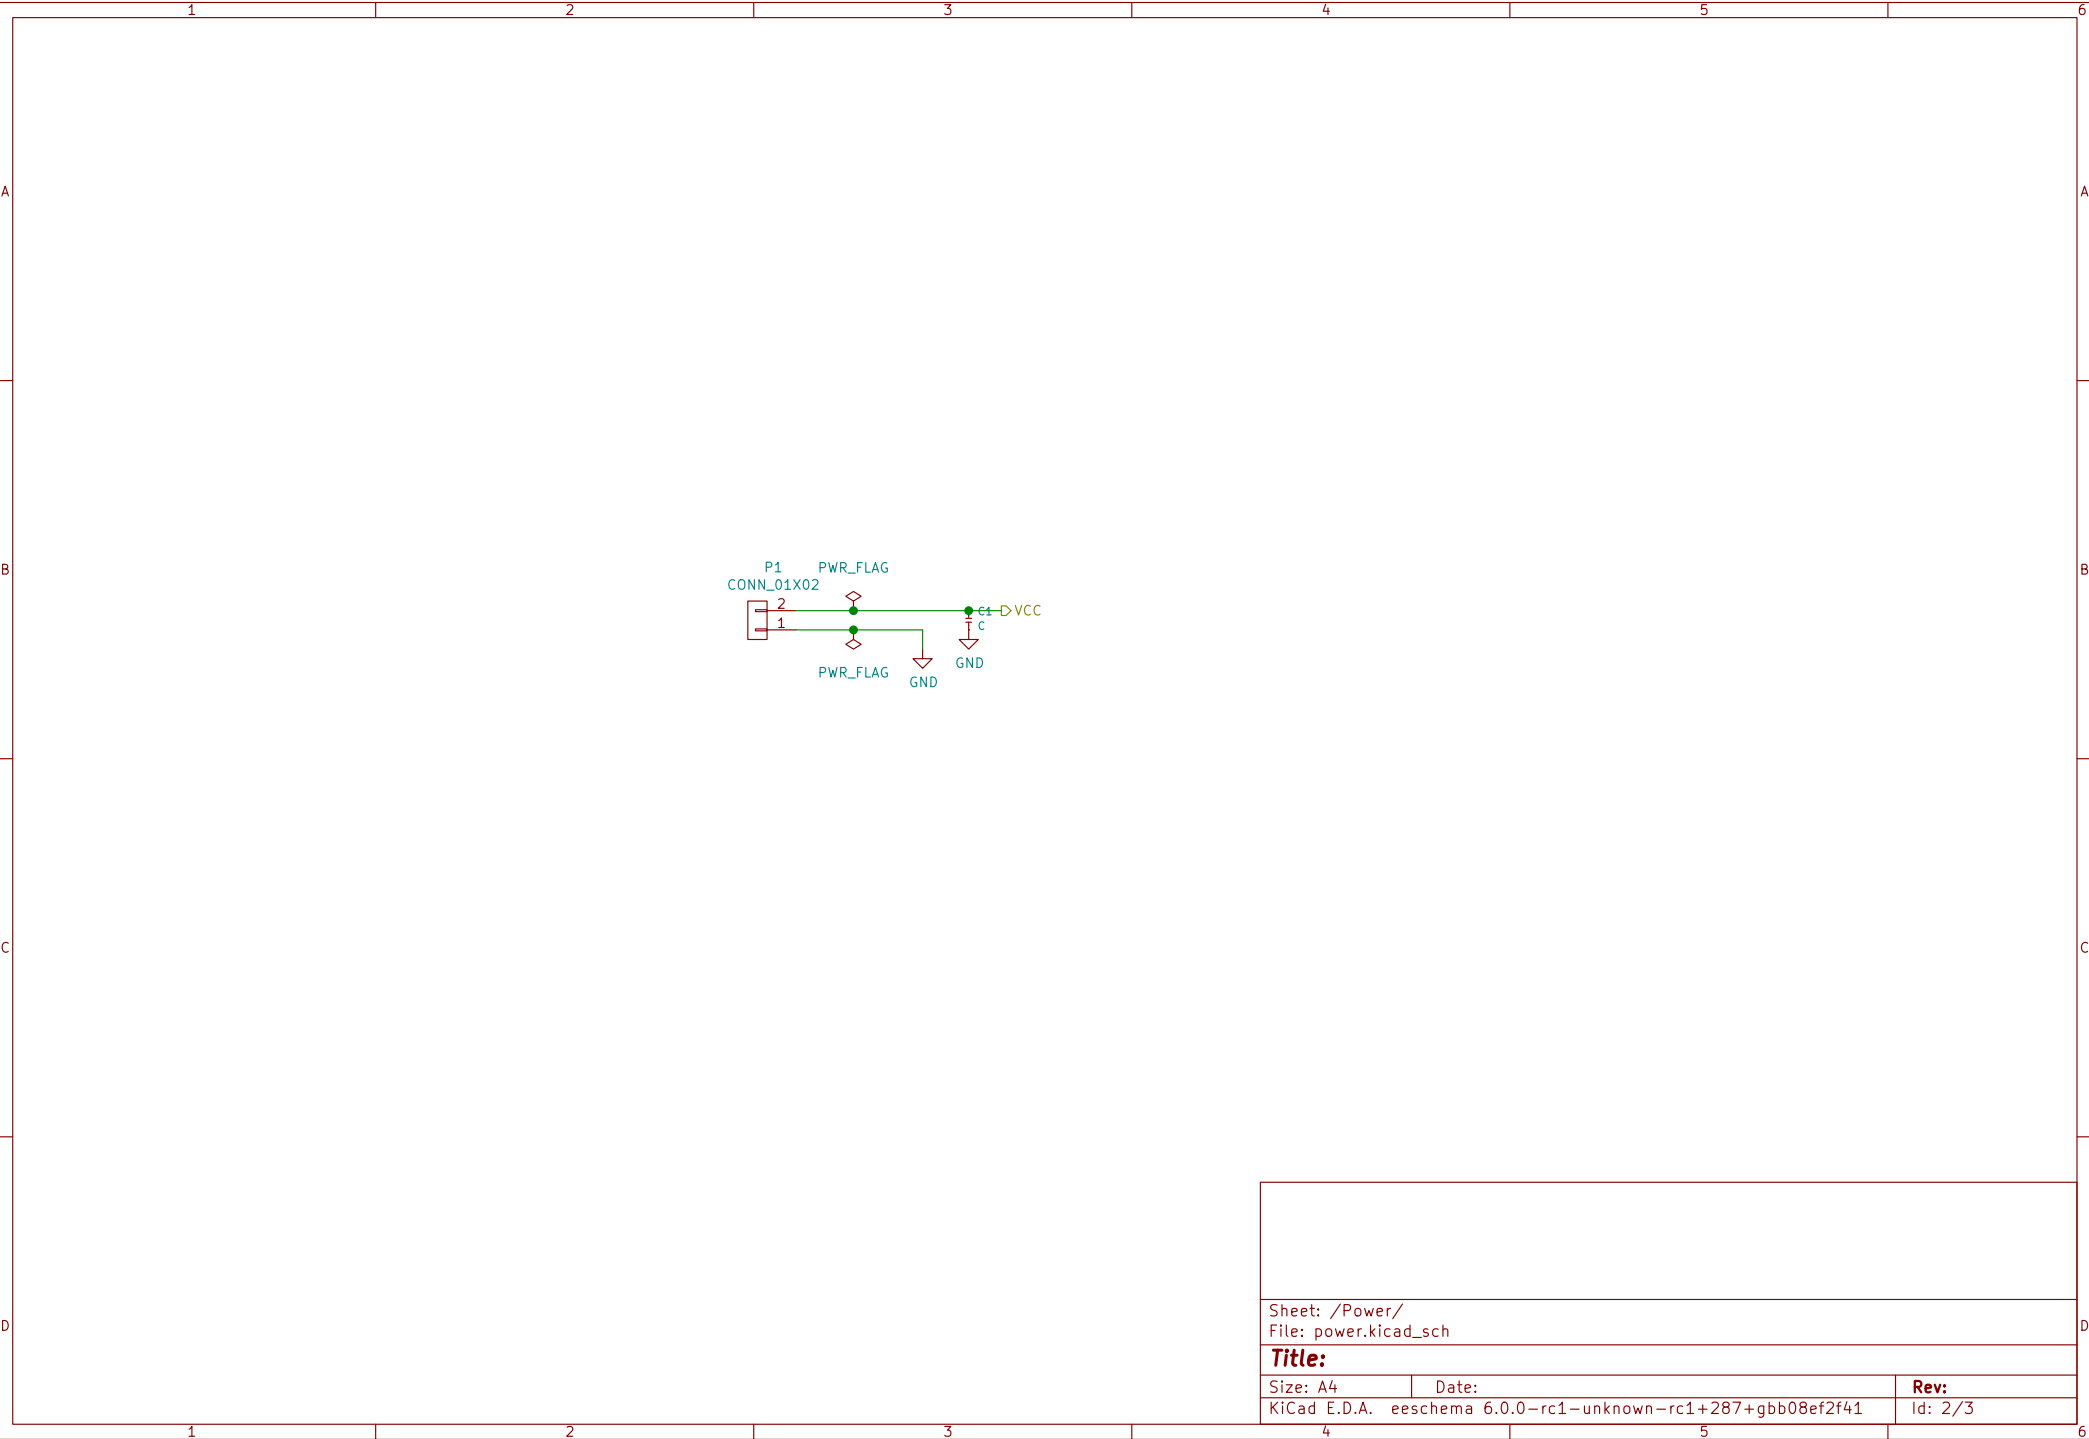 1 2 3 4 5 6
A A
P1 PWR_FLAG
B B
CONN_01X02
2
C1
VCC
1
C
GND
PWR_FLAG
GND
C C
Sheet: /Power/
D D
File: power.kicad_sch
Title:
Size: A4 Date: Rev:
KiCad E.D.A. eeschema 6.0.0-rc1-unknown-rc1+287+gbb08ef2f41 Id: 2/3
1 2 3 4 5 6